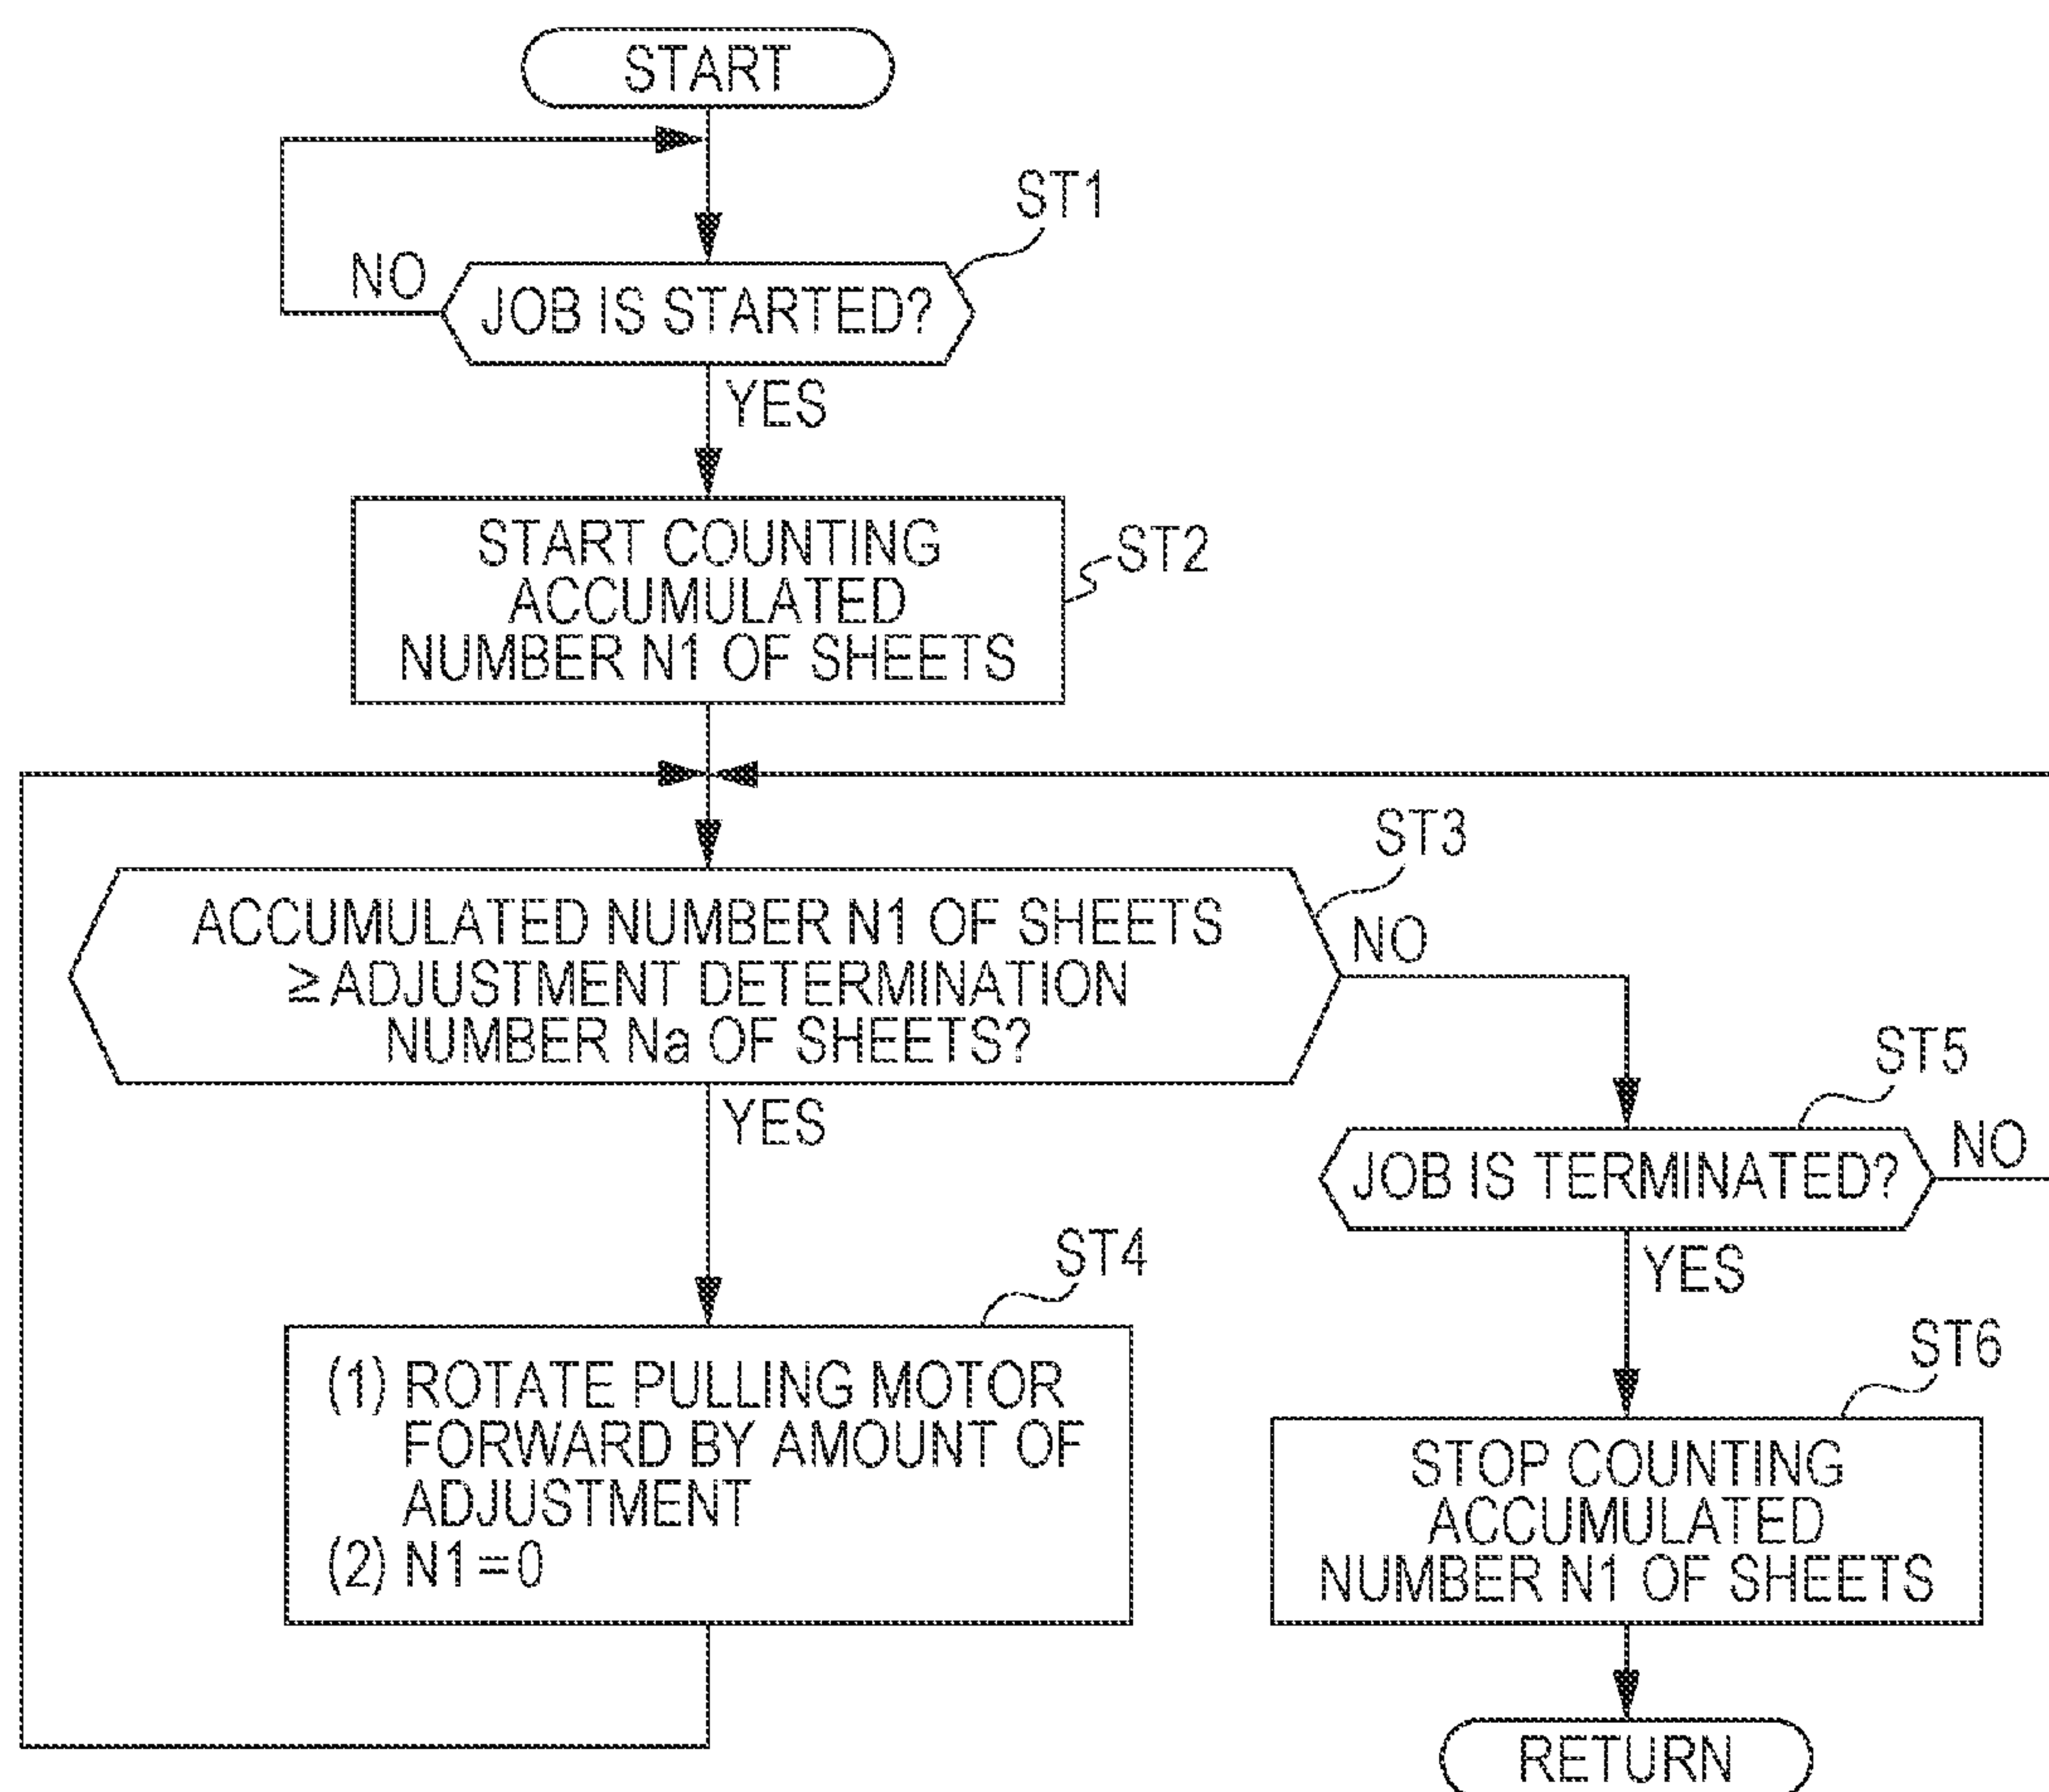 START
ST1
NO
JOB IS STARTED?
YES
START COUNTING
ACCUMULATED
NUMBER N1 OF SHEETS
ST2
ST3
ACCUMULATED NUMBER N1 OF SHEETS
≥ADJUSTMENT DETERMINATION
NUMBER Na OF SHEETS?
NO
YES
ST5
JOB IS TERMINATED?
NO
YES
ST4
(1) ROTATE PULLING MOTOR
FORWARD BY AMOUNT OF
ADJUSTMENT
(2) N1=0
ST6
STOP COUNTING
ACCUMULATED
NUMBER N1 OF SHEETS
RETURN